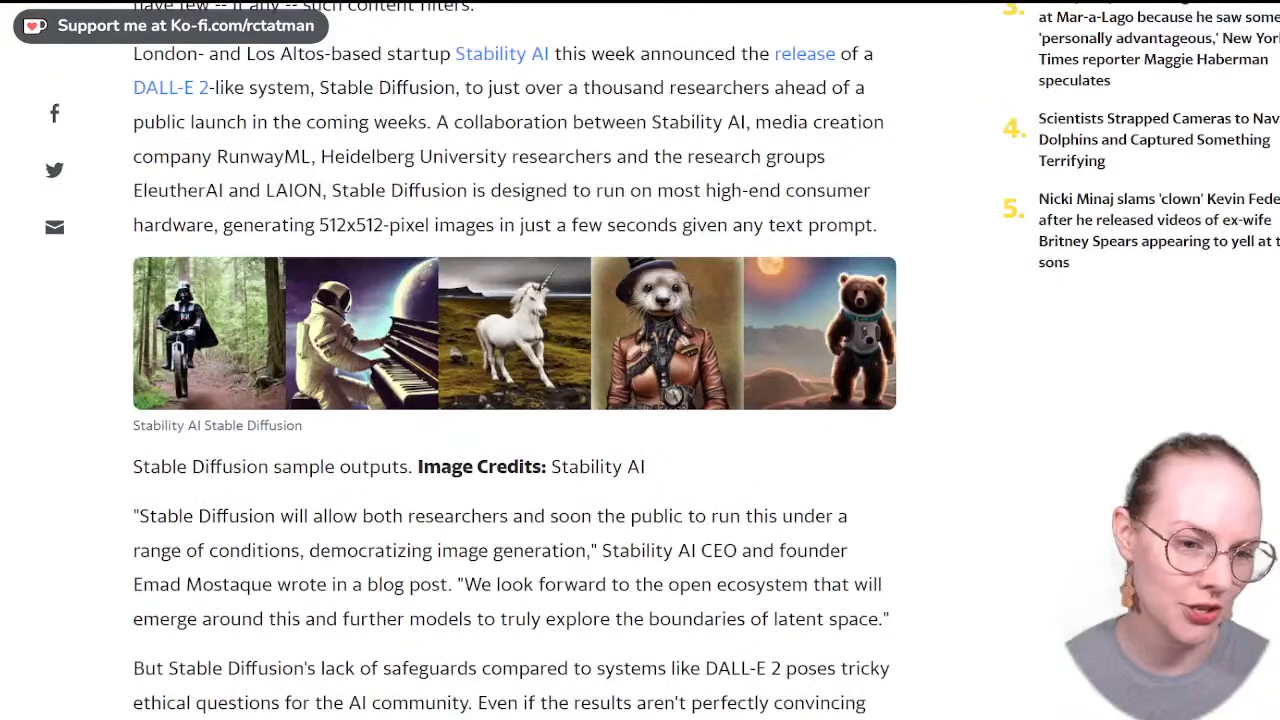 have few -- if any -- such content filters.
Support me at Ko-fi.com/rctatman
London- and Los Altos-based startup Stability AI this week announced the release of a
DALL-E 2-like system, Stable Diffusion, to just over a thousand researchers ahead of a
public launch in the coming weeks. A collaboration between Stability AI, media creation
company RunwayML, Heidelberg University researchers and the research groups
EleutherAI and LAION, Stable Diffusion is designed to run on most high-end consumer
hardware, generating 512x512-pixel images in just a few seconds given any text prompt.
Stability AI Stable Diffusion
Stable Diffusion sample outputs. Image Credits: Stability AI
"Stable Diffusion will allow both researchers and soon the public to run this under a
range of conditions, democratizing image generation," Stability AI CEO and founder
Emad Mostaque wrote in a blog post. "We look forward to the open ecosystem that will
emerge around this and further models to truly explore the boundaries of latent space."
But Stable Diffusion's lack of safeguards compared to systems like DALL-E 2 poses tricky
ethical questions for the AI community. Even if the results aren't perfectly convincing
3.
at Mar-a-Lago because he saw some
'personally advantageous,' New York
Times reporter Maggie Haberman
speculates
4.
Scientists Strapped Cameras to Nav
Dolphins and Captured Something
Terrifying
5.
Nicki Minaj slams 'clown' Kevin Fede
after he released videos of ex-wife
Britney Spears appearing to yell at t
sons